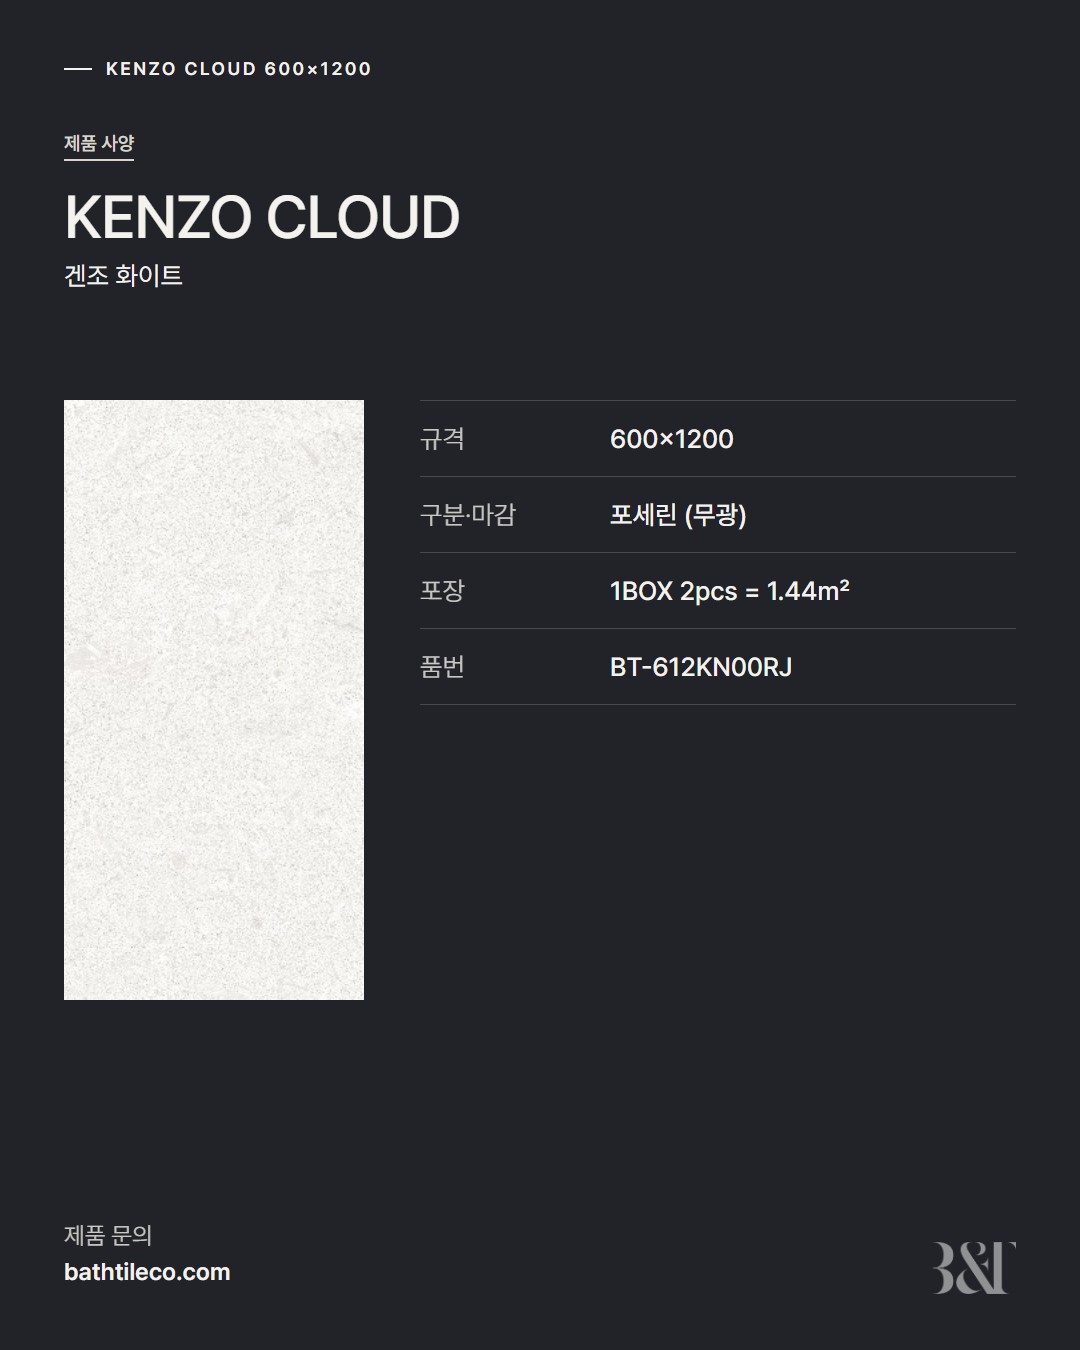 KENZO CLOUD 600×1200
제품 사양
KENZO CLOUD
겐조 화이트
규격 600×1200
구분·마감 포세린 (무광)
포장 1BOX 2pcs = 1.44m²
품번 BT-612KN00RJ
제품 문의
bathtileco.com
B&T